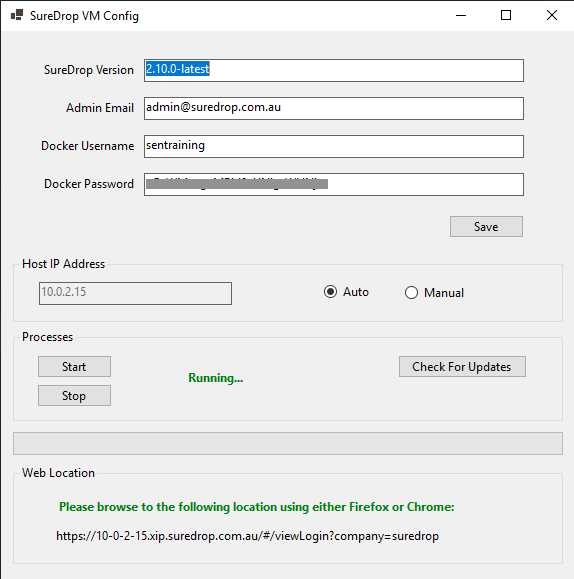 SureDrop VM Config
SureDrop Version 2.10.0-latest
Admin Email admin@suredrop.com.au
Docker Username sentraining
Docker Password
Save
Host IP Address
10.0.2.15 Auto Manual
Processes
Start Check For Updates
Running...
Stop
Web Location
Please browse to the following location using either Firefox or Chrome:
https://10-0-2-15.xip.suredrop.com.au/#/viewLogin?company=suredrop